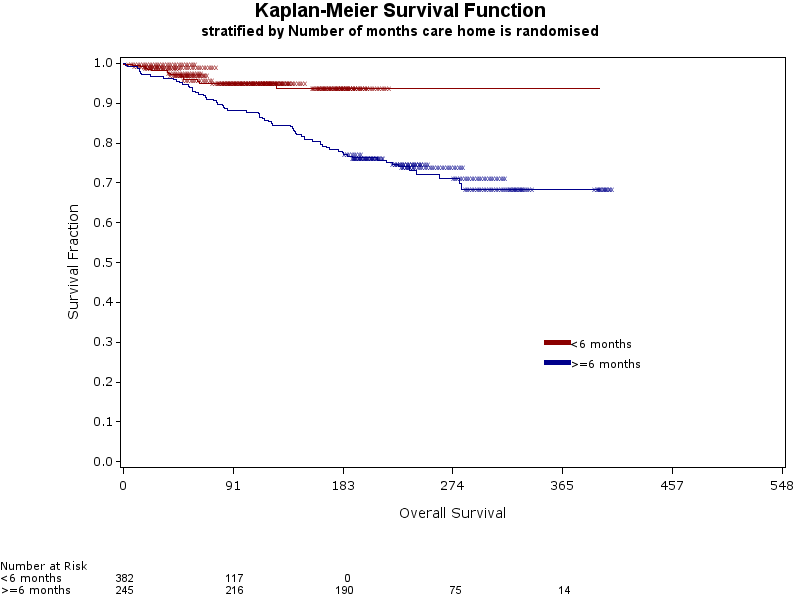 Kaplan-Meier Survival Function
stratified by Number of months care home is randomised
1.0
0.9
0.8
0.7
0.6
0.5
0.4
0.3
0.2
0.1
0.0
Survival Fraction
<6 months
>=6 months
0 91 183 274 365 457 548
Overall Survival
Number at Risk
<6 months 382 117 0
>=6 months 245 216 190 75 14